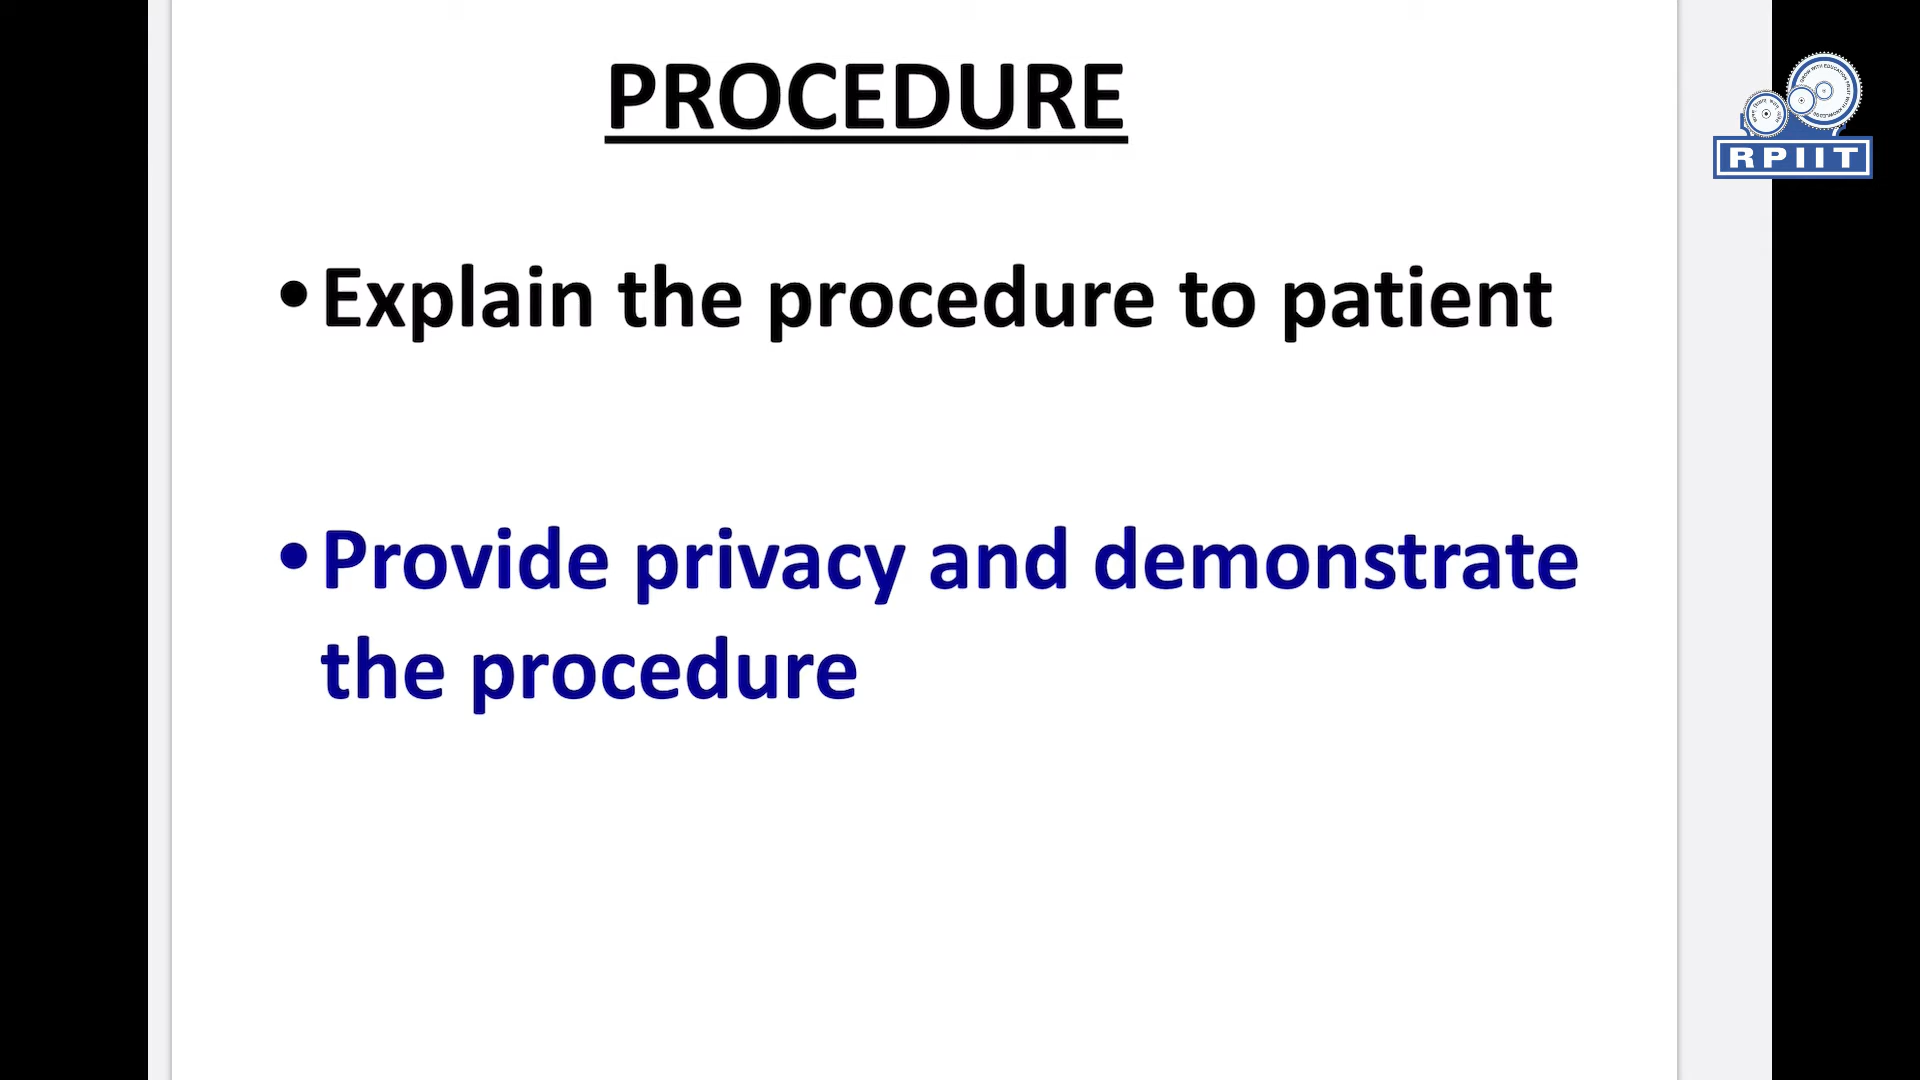 PROCEDURE
•Explain the procedure to patient
•Provide privacy and demonstrate
the procedure
RPIIT